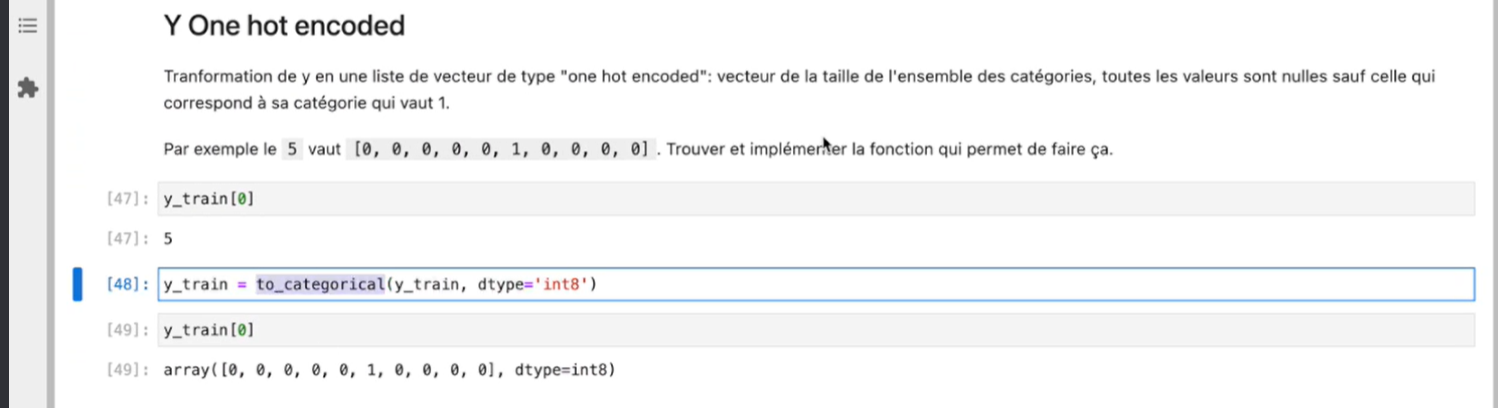 Y One hot encoded
Tranformation de y en une liste de vecteur de type "one hot encoded": vecteur de la taille de l'ensemble des catégories, toutes les valeurs sont nulles sauf celle qui
correspond à sa catégorie qui vaut 1.
Par exemple le 5 vaut [0, 0, 0, 0, 0, 1, 0, 0, 0, 0] . Trouver et implémenter la fonction qui permet de faire ça.
[47]: y_train[0]
[47]: 5
[48]: y_train = to_categorical(y_train, dtype='int8')
[49]: y_train[0]
[49]: array([0, 0, 0, 0, 0, 1, 0, 0, 0, 0], dtype=int8)